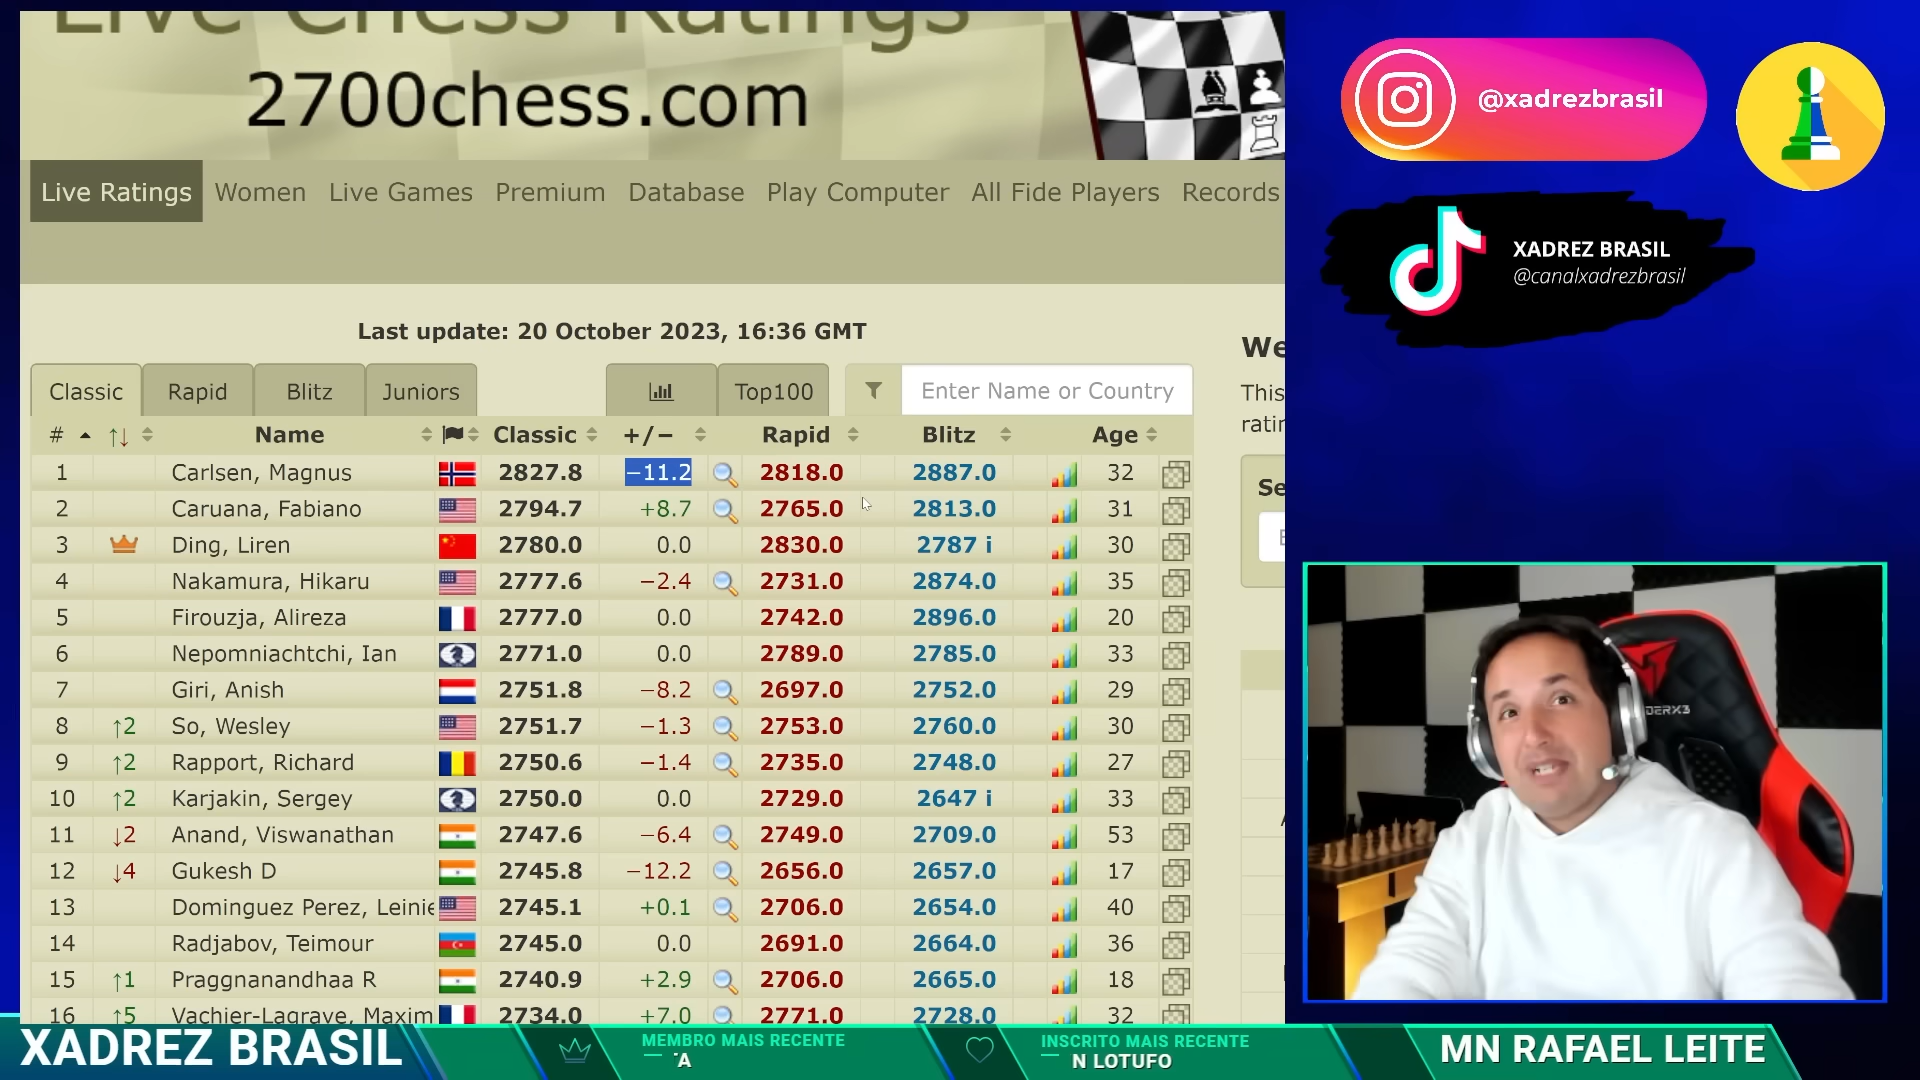 Live Chess Ratings
2700chess.com
Live Ratings Women Live Games Premium Database Play Computer All Fide Players Records
Last update: 20 October 2023, 16:36 GMT
Classic Rapid Blitz Juniors Top100 Enter Name or Country
# ↑↓ Name Classic +/− Rapid Blitz Age
1 Carlsen, Magnus 2827.8 −11.2 2818.0 2887.0 32
2 Caruana, Fabiano 2794.7 +8.7 2765.0 2813.0 31
3 Ding, Liren 2780.0 0.0 2830.0 2787 i 30
4 Nakamura, Hikaru 2777.6 −2.4 2731.0 2874.0 35
5 Firouzja, Alireza 2777.0 0.0 2742.0 2896.0 20
6 Nepomniachtchi, Ian 2771.0 0.0 2789.0 2785.0 33
7 Giri, Anish 2751.8 −8.2 2697.0 2752.0 29
8 ↑2 So, Wesley 2751.7 −1.3 2753.0 2760.0 30
9 ↑2 Rapport, Richard 2750.6 −1.4 2735.0 2748.0 27
10 ↑2 Karjakin, Sergey 2750.0 0.0 2729.0 2647 i 33
11 ↓2 Anand, Viswanathan 2747.6 −6.4 2749.0 2709.0 53
12 ↓4 Gukesh D 2745.8 −12.2 2656.0 2657.0 17
13 Dominguez Perez, Leinie 2745.1 +0.1 2706.0 2654.0 40
14 Radjabov, Teimour 2745.0 0.0 2691.0 2664.0 36
15 ↑1 Praggnanandhaa R 2740.9 +2.9 2706.0 2665.0 18
16 ↑5 Vachier-Lagrave, Maxim 2734.0 +7.0 2771.0 2728.0 32
We
This
ratin
Se
@xadrezbrasil
XADREZ BRASIL
@canalxadrezbrasil
DERX3
XADREZ BRASIL
MEMBRO MAIS RECENTE
A
INSCRITO MAIS RECENTE
N LOTUFO
MN RAFAEL LEITE